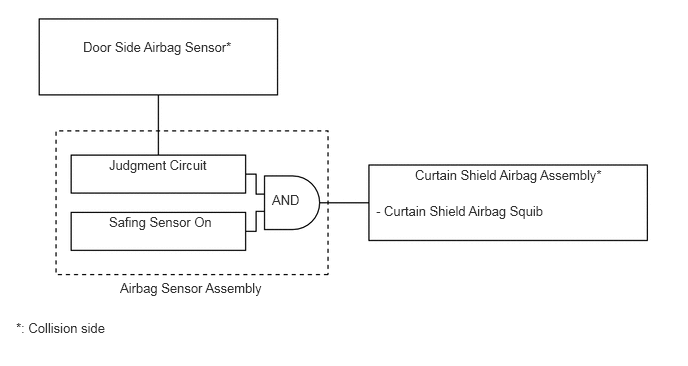 Door Side Airbag Sensor*
Judgment Circuit
Safing Sensor On
AND
Curtain Shield Airbag Assembly*
- Curtain Shield Airbag Squib
Airbag Sensor Assembly
*: Collision side